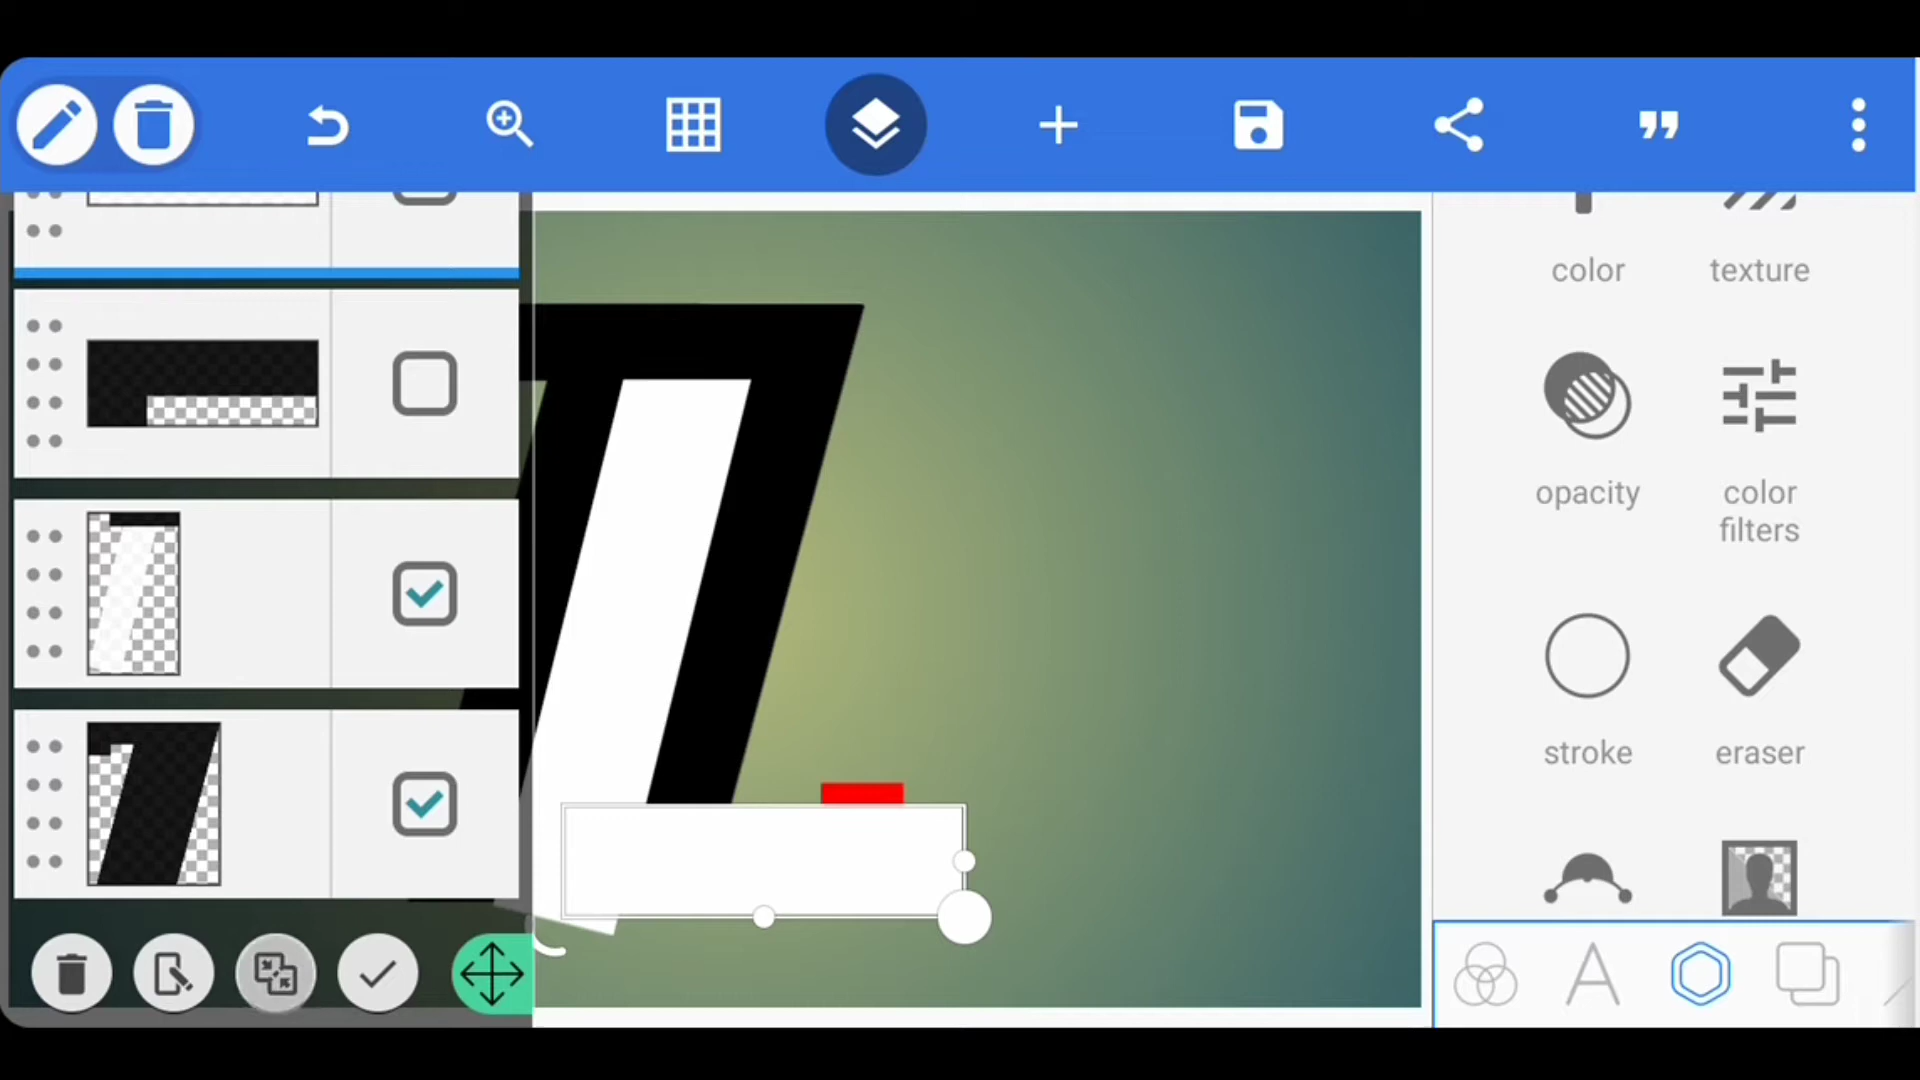 color texture
opacity color
filters
stroke eraser